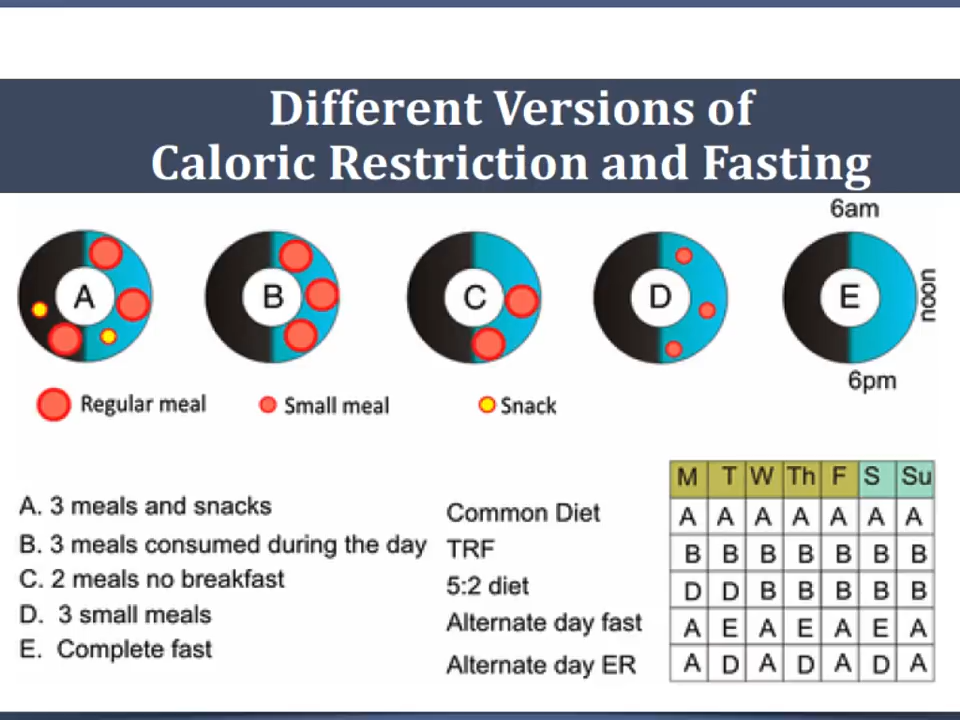 Different Versions of
Caloric Restriction and Fasting
6am
A B C D E
noon
6pm
Regular meal Small meal Snack
A. 3 meals and snacks
B. 3 meals consumed during the day
C. 2 meals no breakfast
D. 3 small meals
E. Complete fast
M T W Th F S Su
Common Diet A A A A A A A
TRF B B B B B B B
5:2 diet D D B B B B B
Alternate day fast A E A E A E A
Alternate day ER A D A D A D A